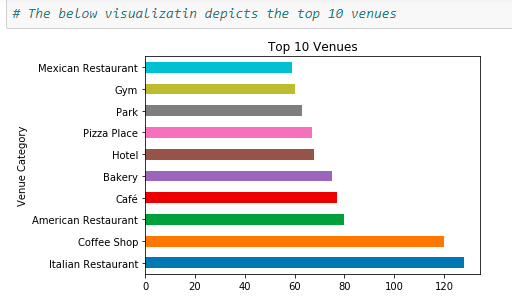 # The below visualizatin depicts the top 10 venues
Top 10 Venues
Mexican Restaurant
Gym
Park
Pizza Place
Hotel
Bakery
Café
American Restaurant
Coffee Shop
Italian Restaurant
Venue Category
0 20 40 60 80 100 120